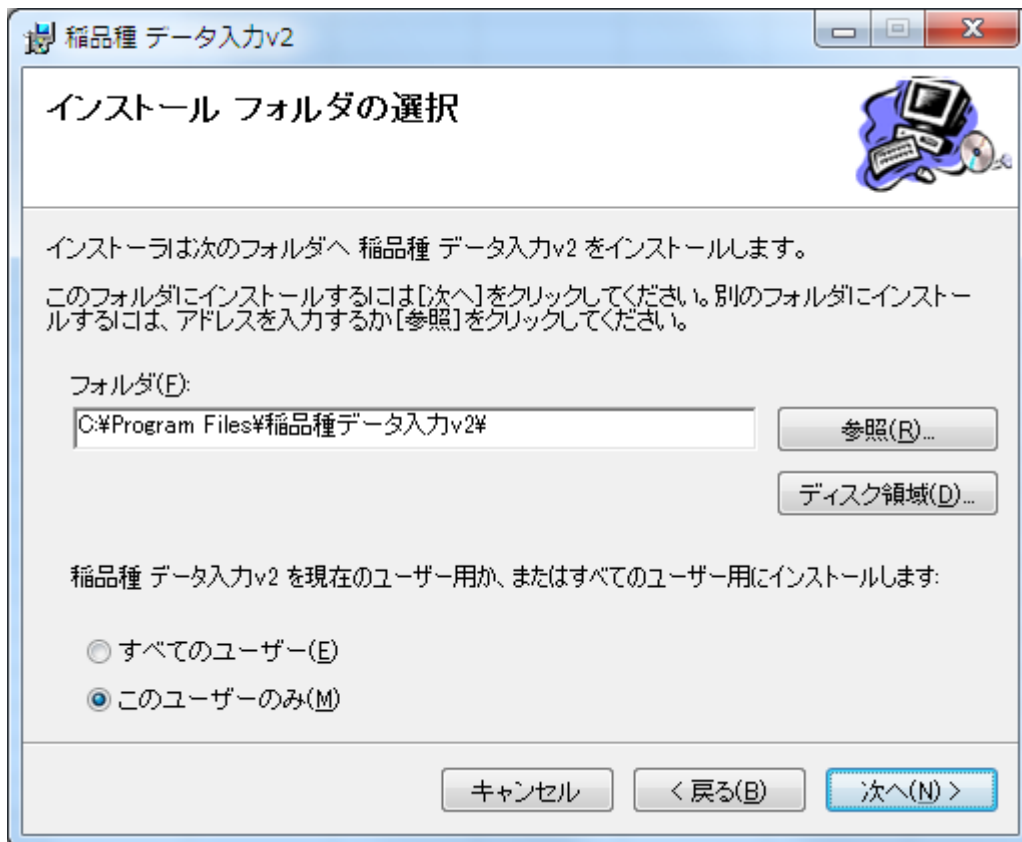 稲品種 データ入力v2
インストール フォルダの選択
インストーラは次のフォルダへ 稲品種 データ入力v2 をインストールします。
このフォルダにインストールするには[次へ]をクリックしてください。別のフォルダにインストー
ルするには、アドレスを入力するか[参照]をクリックしてください。
フォルダ(F):
C:¥Program Files¥稲品種データ入力v2¥
参照(R)...
ディスク領域(D)...
稲品種 データ入力v2 を現在のユーザー用か、またはすべてのユーザー用にインストールします:
すべてのユーザー(E)
このユーザーのみ(M)
キャンセル
< 戻る(B)
次へ(N) >